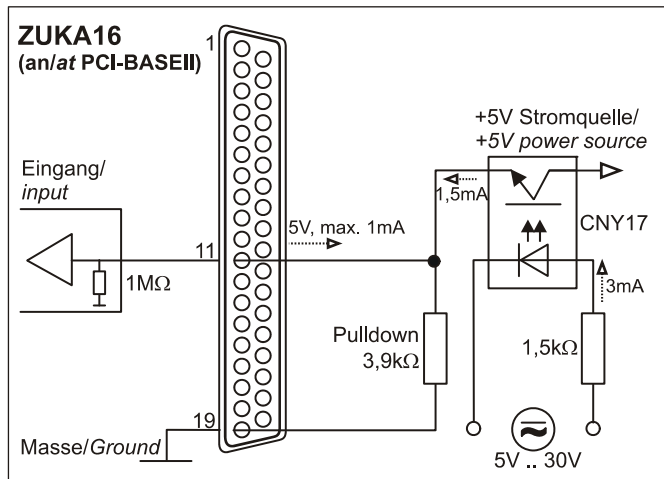 ZUKA16
(an/at PCI-BASEII)
1
+5V Stromquelle/
+5V power source
Eingang/
input
1,5mA
CNY17
5V, max. 1mA
11
1MΩ
3mA
Pulldown
3,9kΩ
1,5kΩ
19
Masse/Ground
5V .. 30V